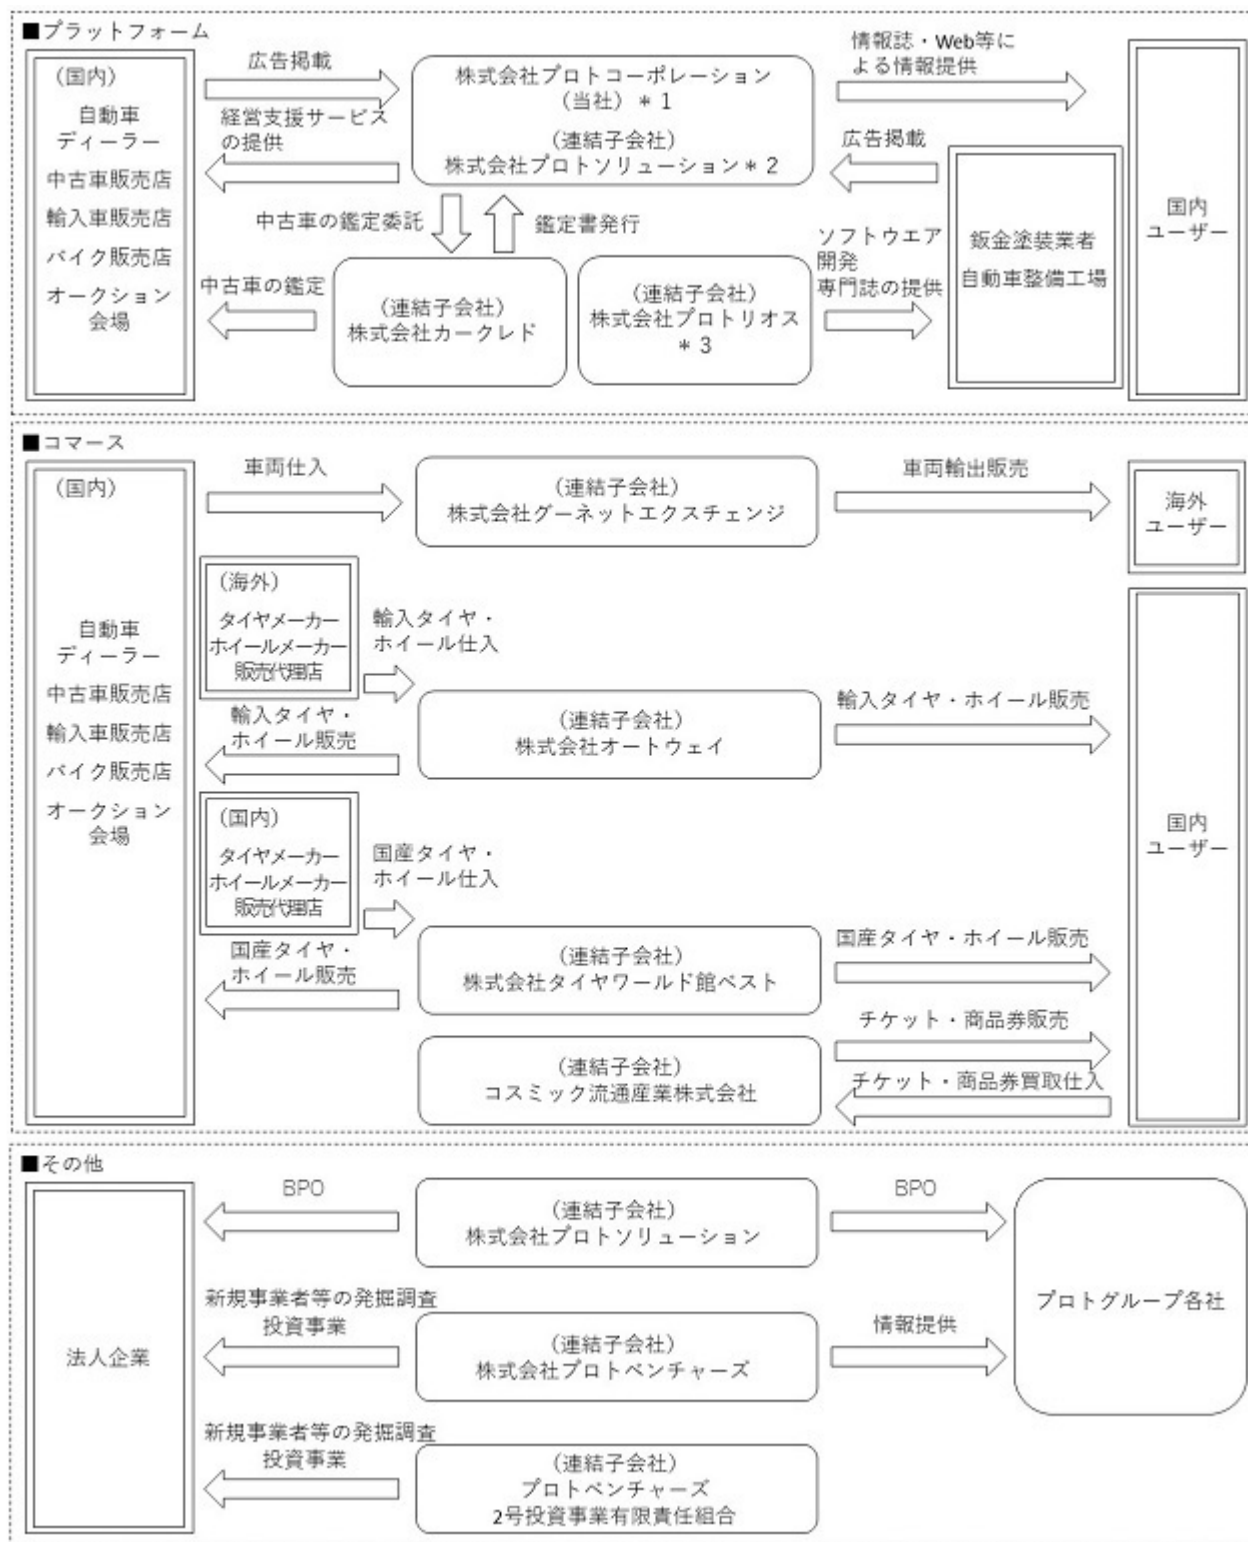 ■プラットフォーム
(国内)
自動車
ディーラー
中古車販売店
輸入車販売店
バイク販売店
オークション
会場
広告掲載
経営支援サービス
の提供
株式会社プロトコーポレーション
(当社)＊1
(連結子会社)
株式会社プロトソリューション＊2
情報誌・Web等に
よる情報提供
広告掲載
中古車の鑑定委託
鑑定書発行
中古車の鑑定
(連結子会社)
株式会社カークレド
(連結子会社)
株式会社プロトリオス
＊3
ソフトウエア
開発
専門誌の提供
鈑金塗装業者
自動車整備工場
国内
ユーザー
■コマース
(国内)
自動車
ディーラー
中古車販売店
輸入車販売店
バイク販売店
オークション
会場
車両仕入
(連結子会社)
株式会社グーネットエクスチェンジ
車両輸出販売
海外
ユーザー
(海外)
タイヤメーカー
ホイールメーカー
販売代理店
輸入タイヤ・
ホイール仕入
輸入タイヤ・
ホイール販売
(連結子会社)
株式会社オートウェイ
輸入タイヤ・ホイール販売
(国内)
タイヤメーカー
ホイールメーカー
販売代理店
国産タイヤ・
ホイール仕入
国産タイヤ・
ホイール販売
(連結子会社)
株式会社タイヤワールド館ベスト
国産タイヤ・ホイール販売
チケット・商品券販売
(連結子会社)
コスミック流通産業株式会社
チケット・商品券買取仕入
国内
ユーザー
■その他
法人企業
BPO
(連結子会社)
株式会社プロトソリューション
BPO
新規事業者等の発掘調査
投資事業
(連結子会社)
株式会社プロトベンチャーズ
情報提供
プロトグループ各社
新規事業者等の発掘調査
投資事業
(連結子会社)
プロトベンチャーズ
2号投資事業有限責任組合